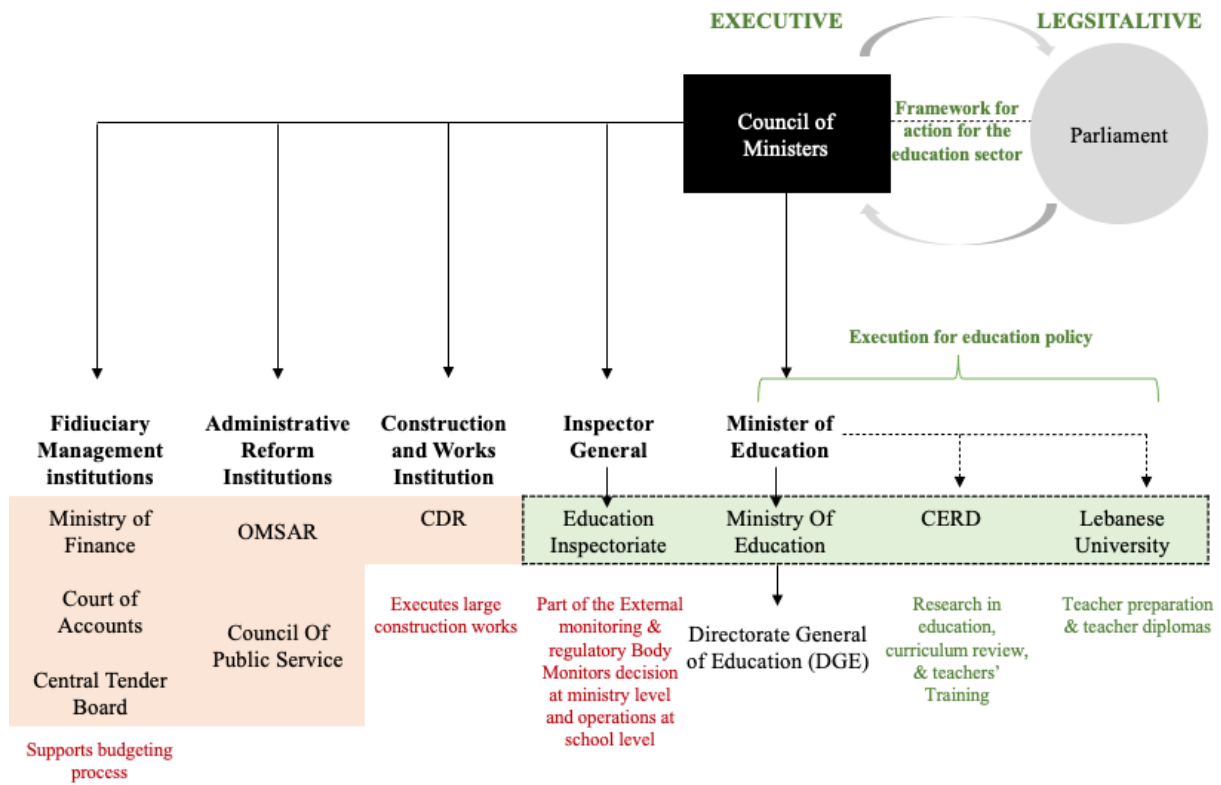 EXECUTIVE
LEGSITALTIVE
Council of
Ministers
Framework for
action for the
education sector
Parliament
Execution for education policy
Fidiuciary
Management
institutions
Administrative
Reform
Institutions
Construction
and Works
Institution
Inspector
General
Minister of
Education
Ministry of
Finance
Court of
Accounts
Central Tender
Board
Supports budgeting
process
OMSAR
Council Of
Public Service
CDR
Executes large
construction works
Education
Inspectoriate
Part of the External
monitoring &
regulatory Body
Monitors decision
at ministry level
and operations at
school level
Ministry Of
Education
Directorate General
of Education (DGE)
CERD
Research in
education,
curriculum review,
& teachers'
Training
Lebanese
University
Teacher preparation
& teacher diplomas